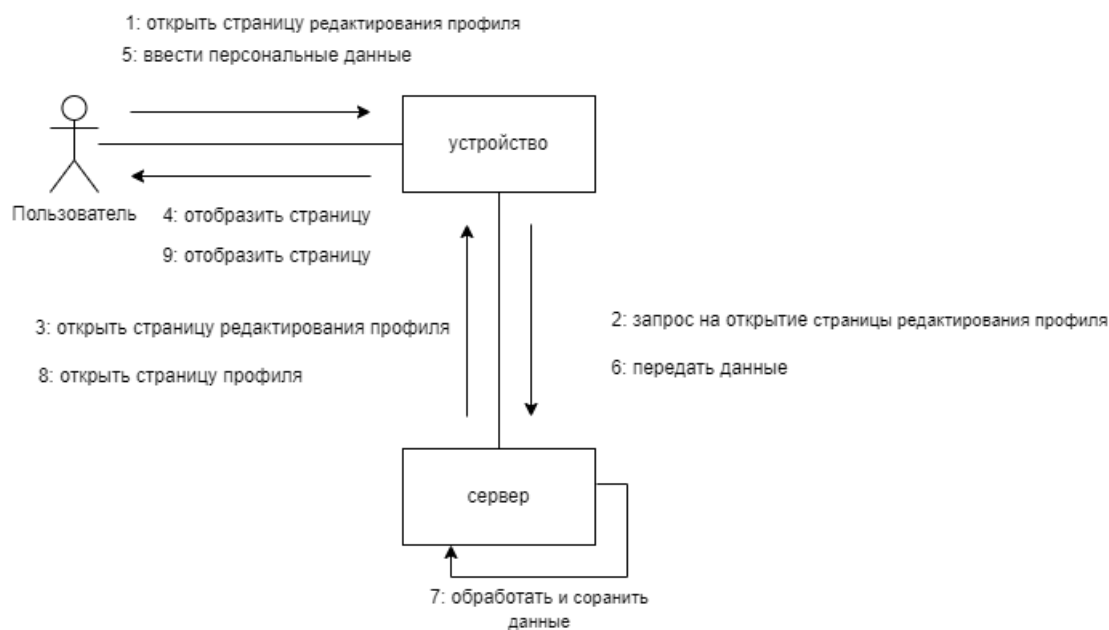 1: открыть страницу редактирования профиля
5: ввести персональные данные
устройство
Пользователь
4: отобразить страницу
9: отобразить страницу
3: открыть страницу редактирования профиля
8: открыть страницу профиля
2: запрос на открытие страницы редактирования профиля
6: передать данные
сервер
7: обработать и соранить
данные